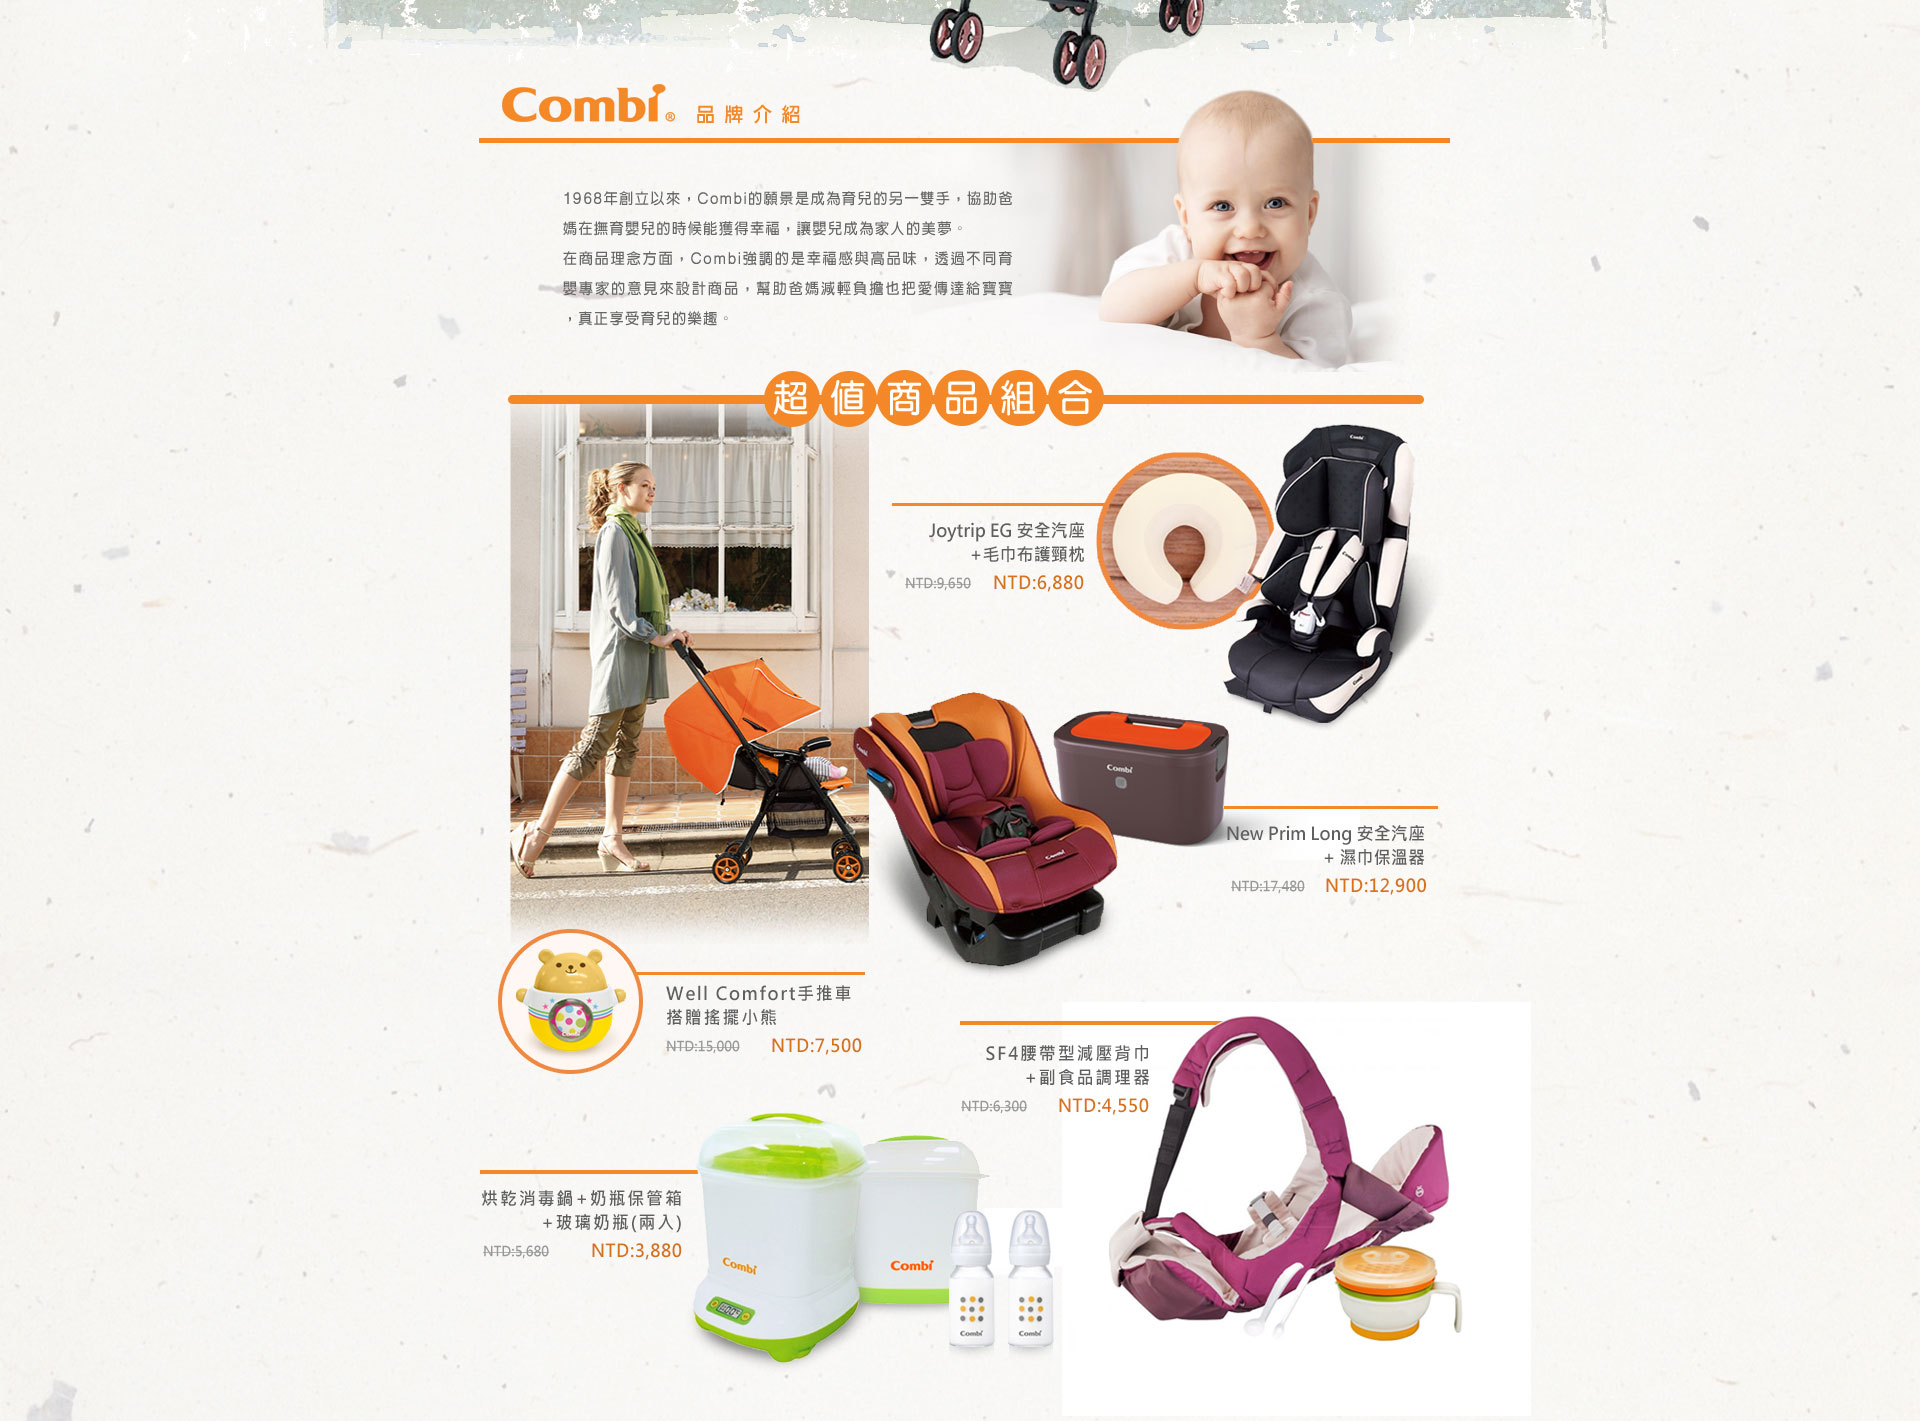 Combi® 品牌介紹
1968年創立以來，Combi的願景是成為育兒的另一雙手，協助爸
媽在撫育嬰兒的時候能獲得幸福，讓嬰兒成為家人的美夢。
在商品理念方面，Combi強調的是幸福感與高品味，透過不同育
嬰專家的意見來設計商品，幫助爸媽減輕負擔也把愛傳達給寶寶
，真正享受育兒的樂趣。
超值商品組合
Combi
Joytrip EG 安全汽座
+毛巾布護頸枕
NTD:9,650 NTD:6,880
Combi
New Prim Long 安全汽座
+ 濕巾保溫器
NTD:17,480 NTD:12,900
Well Comfort手推車
搭贈搖擺小熊
NTD:15,000 NTD:7,500
SF4腰帶型減壓背巾
+副食品調理器
NTD:6,300 NTD:4,550
烘乾消毒鍋+奶瓶保管箱
+玻璃奶瓶(兩入)
NTD:5,680 NTD:3,880
Combi
Combi
Combi
Combi